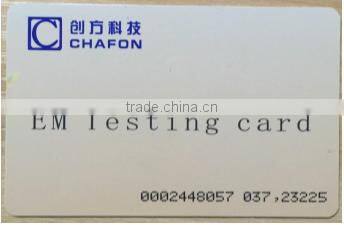 创方科技
CHAFON
trade.china.cn
EM lesting card
0002448057 037,23225